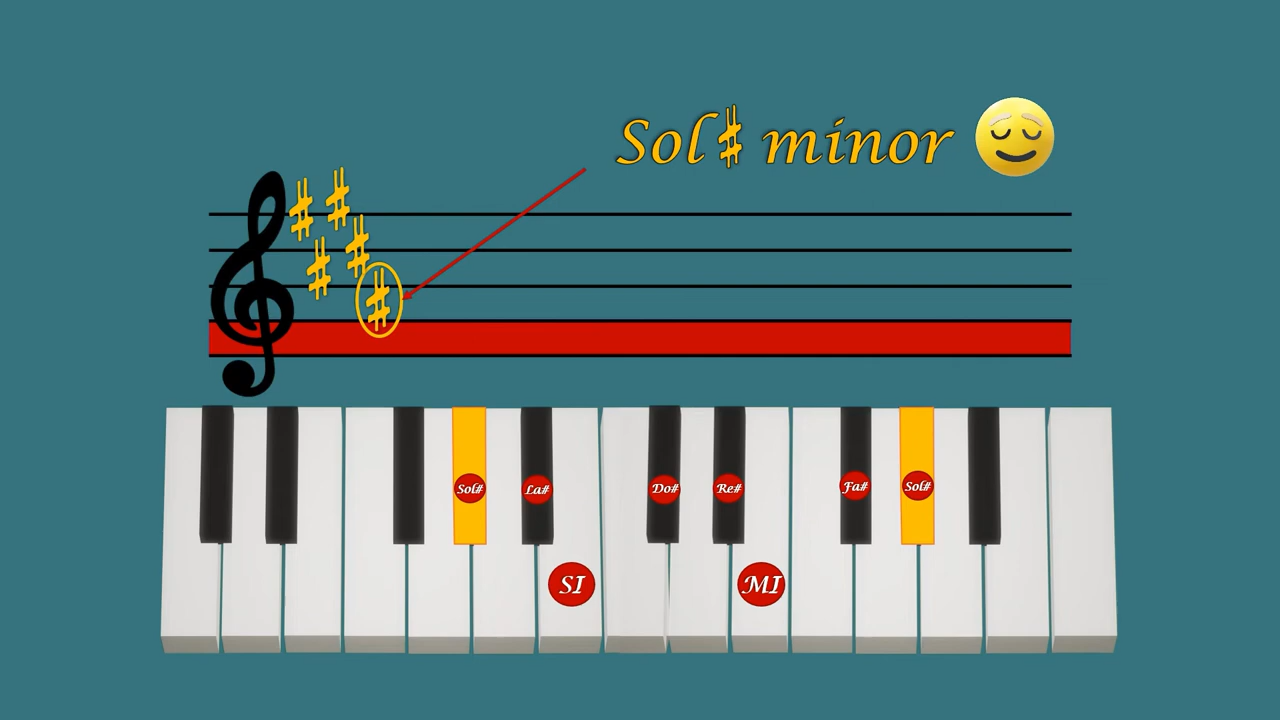 Sol♯ minor
Sol# La# Do# Re# Fa# Sol#
SI MI